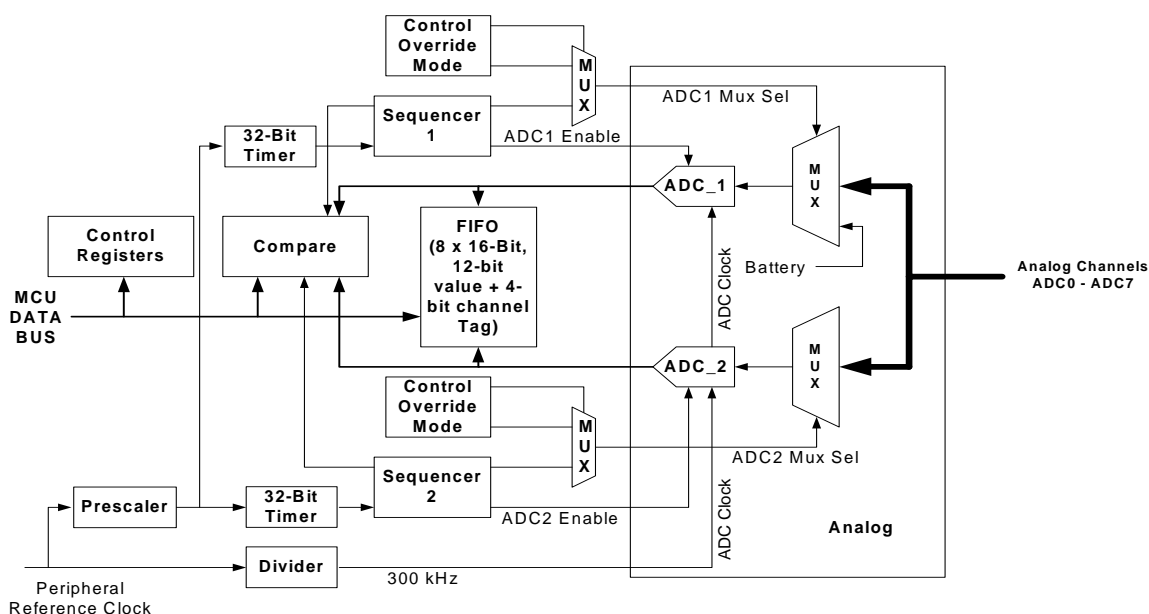 Control
Override
Mode
M
U
X
ADC1 Mux Sel
Sequencer
1
32-Bit
Timer
ADC1 Enable
ADC_1
M
U
X
Control
Registers
Compare
FIFO
(8 x 16-Bit,
12-bit
value + 4-
bit channel
Tag)
ADC Clock
Battery
Analog Channels
ADC0 - ADC7
MCU
DATA
BUS
ADC_2
M
U
X
Control
Override
Mode
M
U
X
ADC2 Mux Sel
Sequencer
2
Prescaler
32-Bit
Timer
ADC2 Enable
ADC Clock
Analog
Divider
300 kHz
Peripheral
Reference Clock